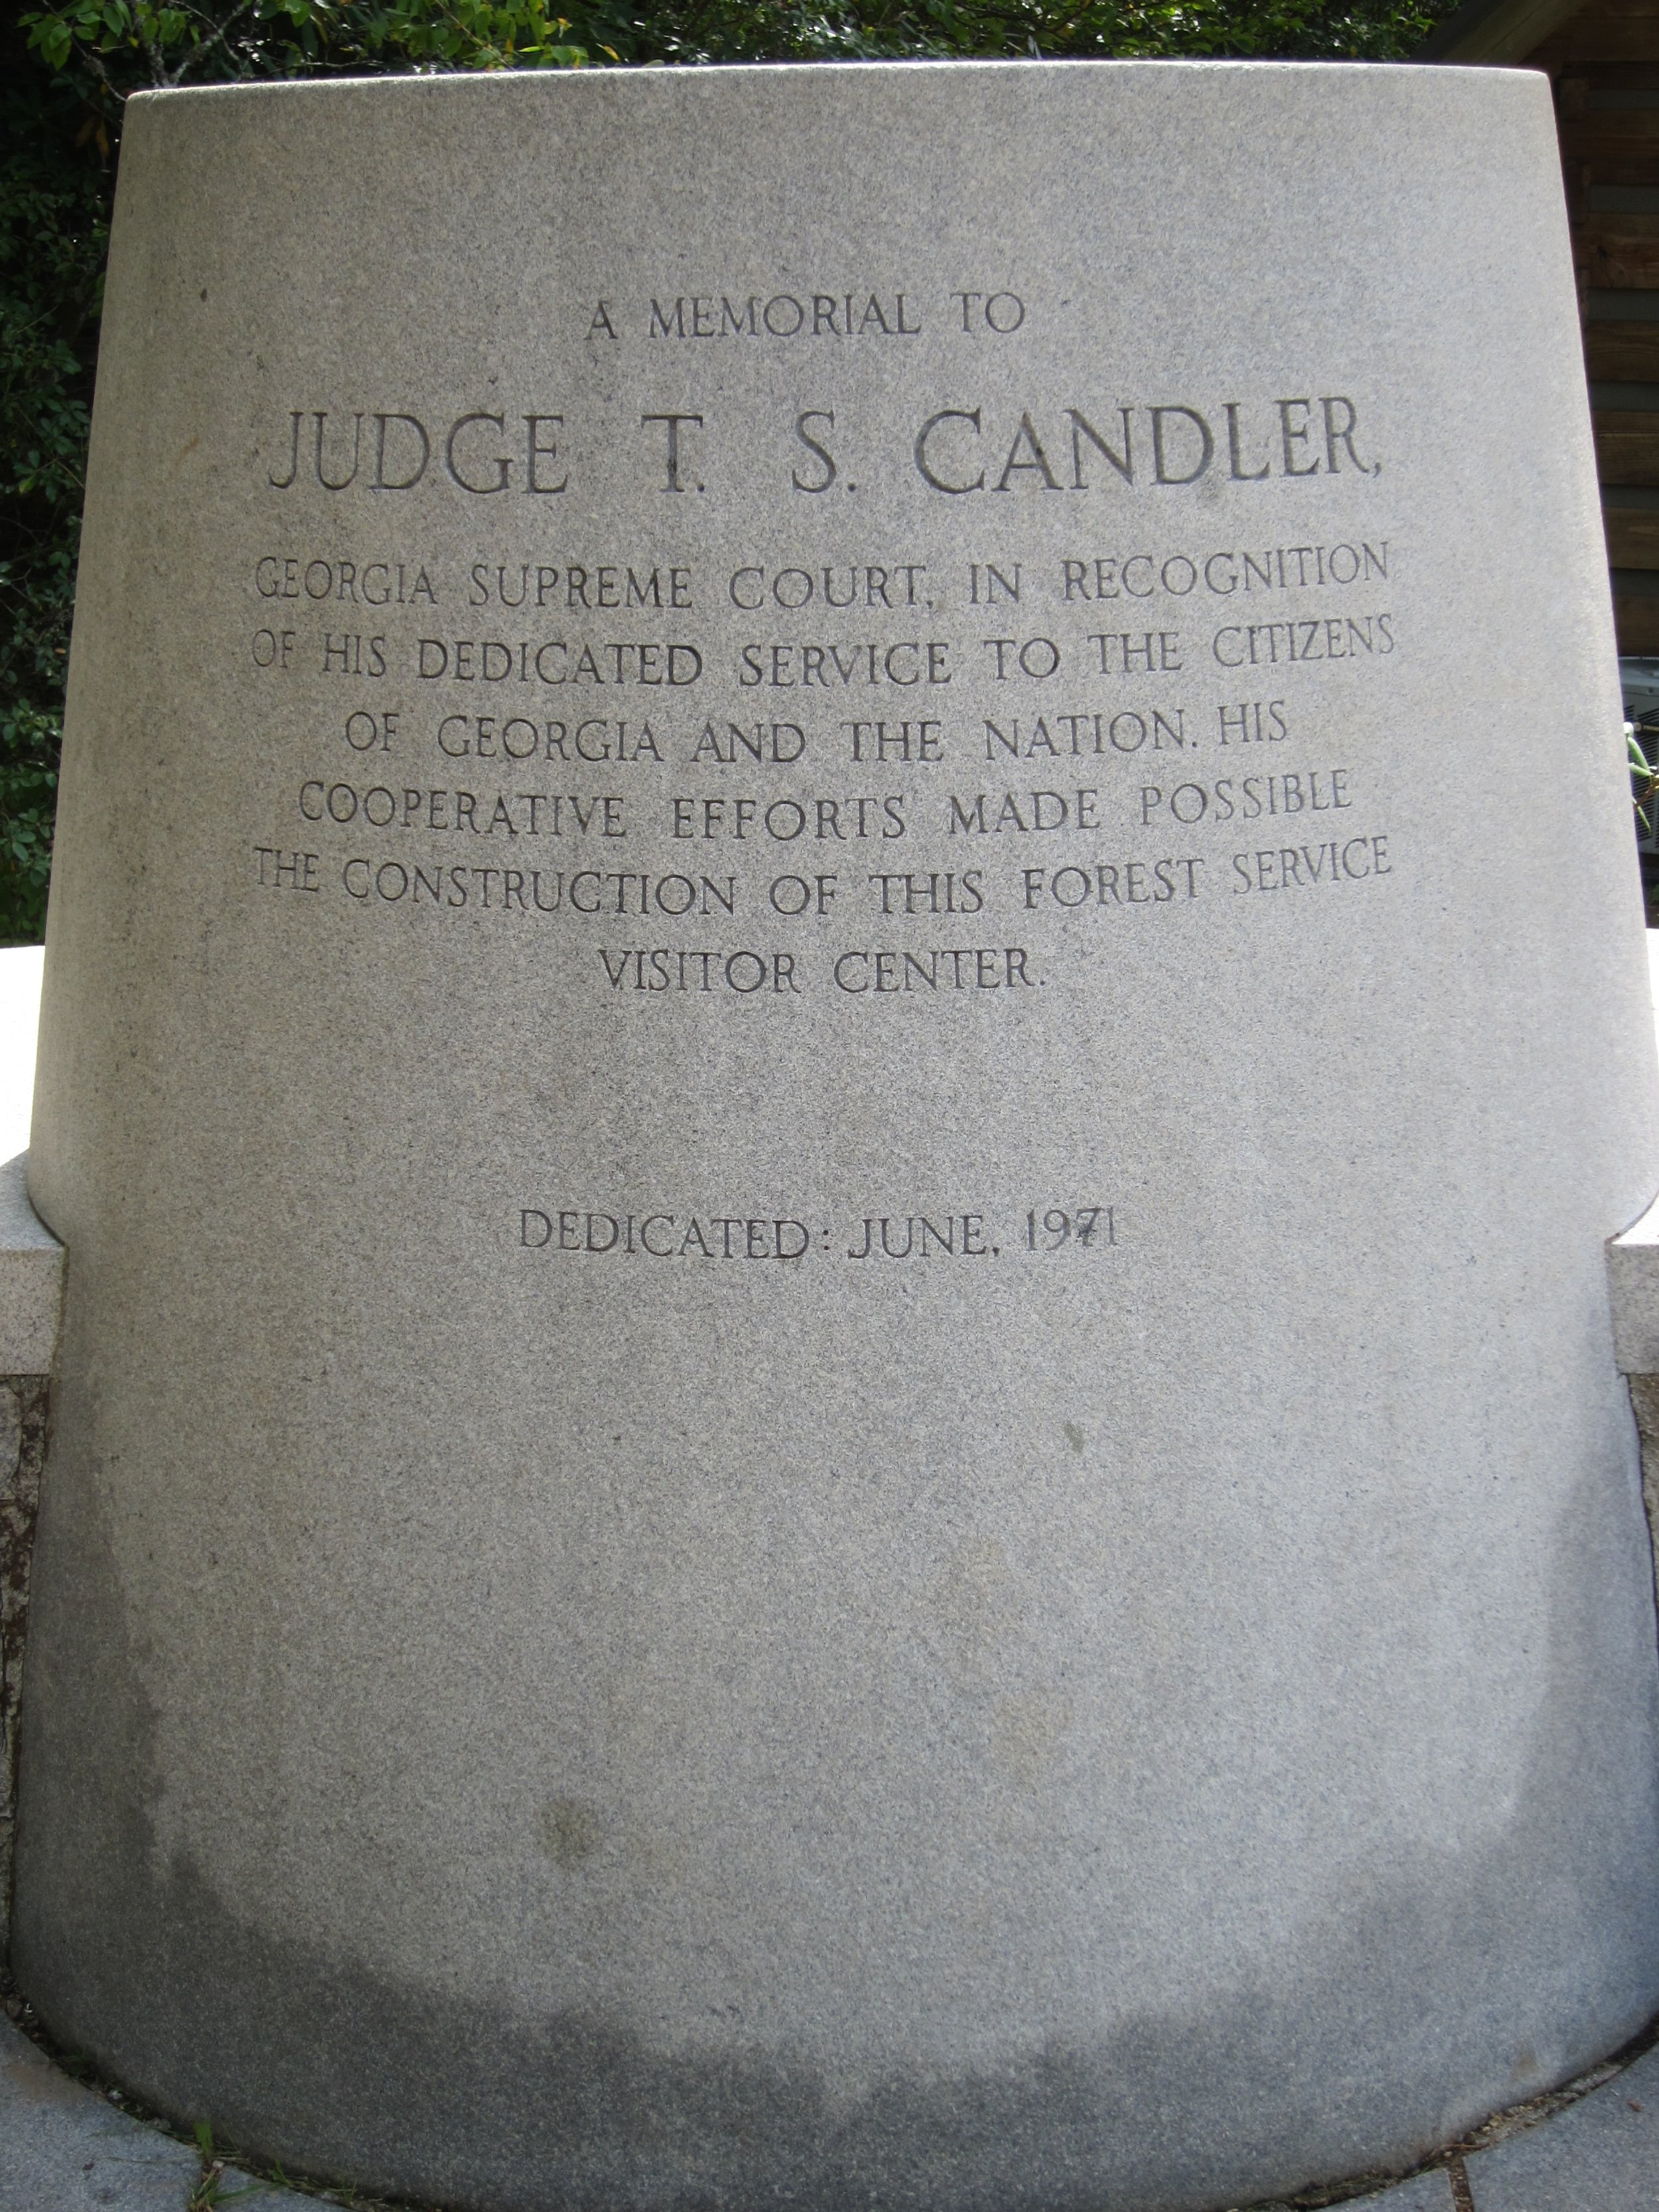 A MEMORIAL TO
JUDGE T. S. CANDLER,
GEORGIA SUPREME COURT, IN RECOGNITION
OF HIS DEDICATED SERVICE TO THE CITIZENS
OF GEORGIA AND THE NATION. HIS
COOPERATIVE EFFORTS MADE POSSIBLE
THE CONSTRUCTION OF THIS FOREST SERVICE
VISITOR CENTER.
DEDICATED: JUNE, 1971